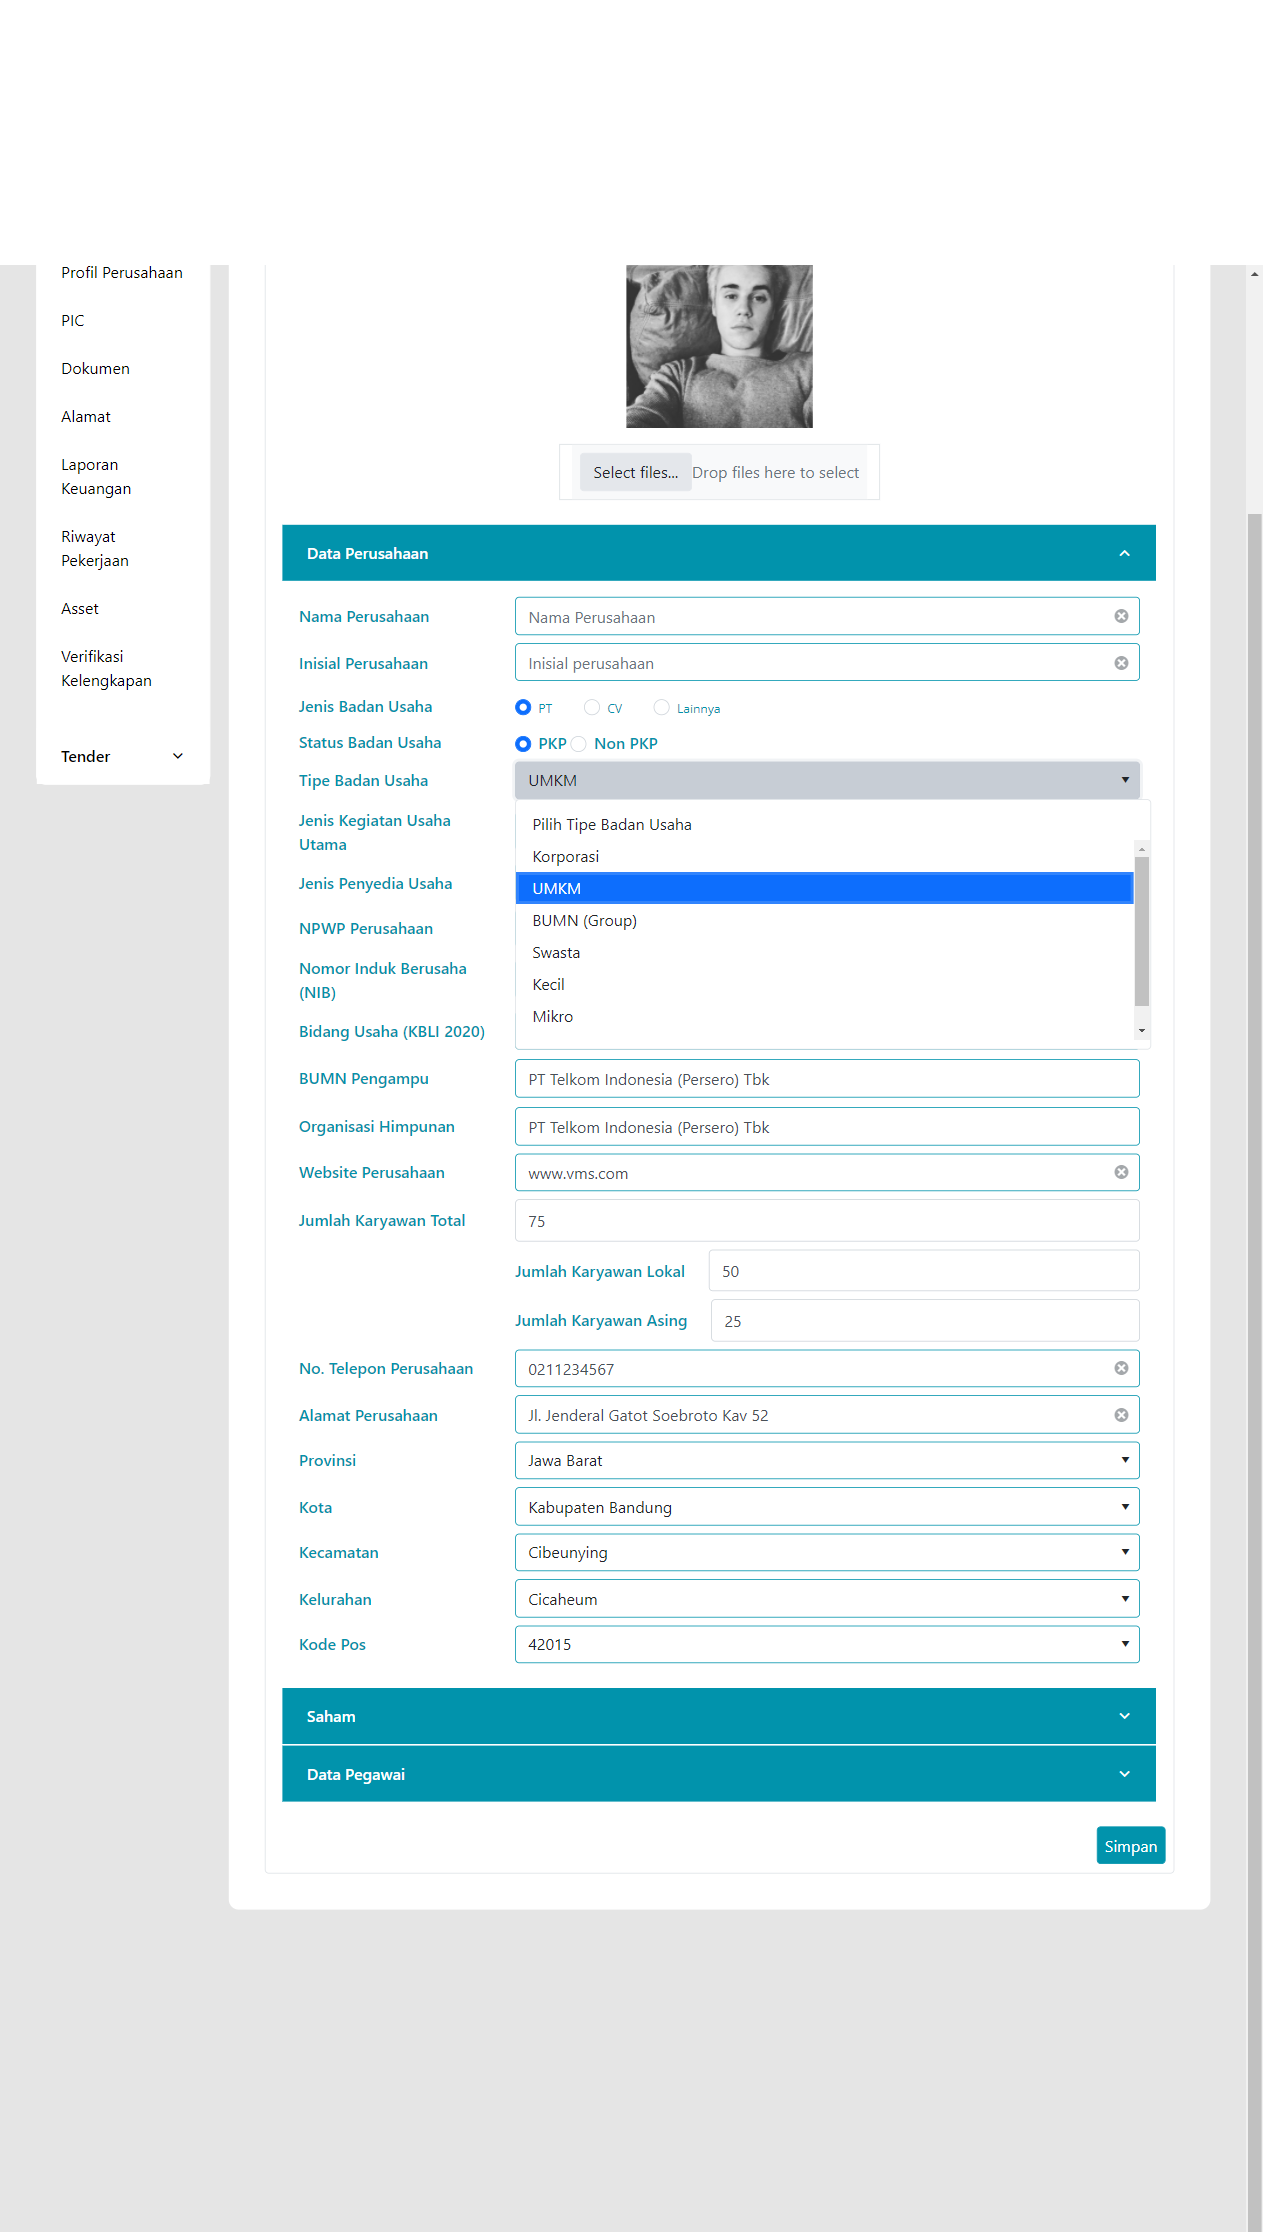 Profil Perusahaan
PIC
Dokumen
Alamat
Laporan
Keuangan
Riwayat
Pekerjaan
Asset
Verifikasi
Kelengkapan
Tender
Select files... Drop files here to select
Data Perusahaan
Nama Perusahaan Nama Perusahaan
Inisial Perusahaan Inisial perusahaan
Jenis Badan Usaha PT CV Lainnya
Status Badan Usaha PKP Non PKP
Tipe Badan Usaha UMKM
Pilih Tipe Badan Usaha
Korporasi
UMKM
BUMN (Group)
Swasta
Kecil
Mikro
Jenis Kegiatan Usaha
Utama
Jenis Penyedia Usaha
NPWP Perusahaan
Nomor Induk Berusaha
(NIB)
Bidang Usaha (KBLI 2020)
BUMN Pengampu PT Telkom Indonesia (Persero) Tbk
Organisasi Himpunan PT Telkom Indonesia (Persero) Tbk
Website Perusahaan www.vms.com
Jumlah Karyawan Total 75
Jumlah Karyawan Lokal 50
Jumlah Karyawan Asing 25
No. Telepon Perusahaan 0211234567
Alamat Perusahaan Jl. Jenderal Gatot Soebroto Kav 52
Provinsi Jawa Barat
Kota Kabupaten Bandung
Kecamatan Cibeunying
Kelurahan Cicaheum
Kode Pos 42015
Saham
Data Pegawai
Simpan